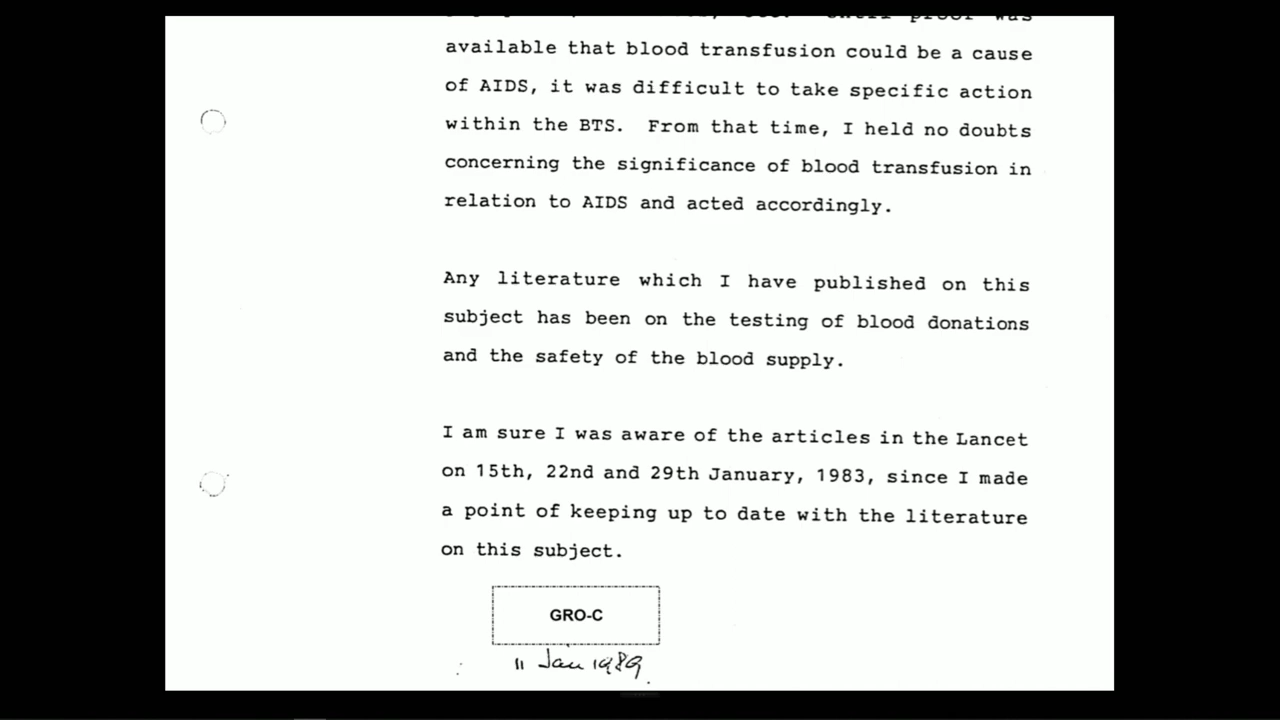 proof was
available that blood transfusion could be a cause
of AIDS, it was difficult to take specific action
within the BTS. From that time, I held no doubts
concerning the significance of blood transfusion in
relation to AIDS and acted accordingly.
Any literature which I have published on this
subject has been on the testing of blood donations
and the safety of the blood supply.
I am sure I was aware of the articles in the Lancet
on 15th, 22nd and 29th January, 1983, since I made
a point of keeping up to date with the literature
on this subject.
GRO-C
11 Jan 1989.